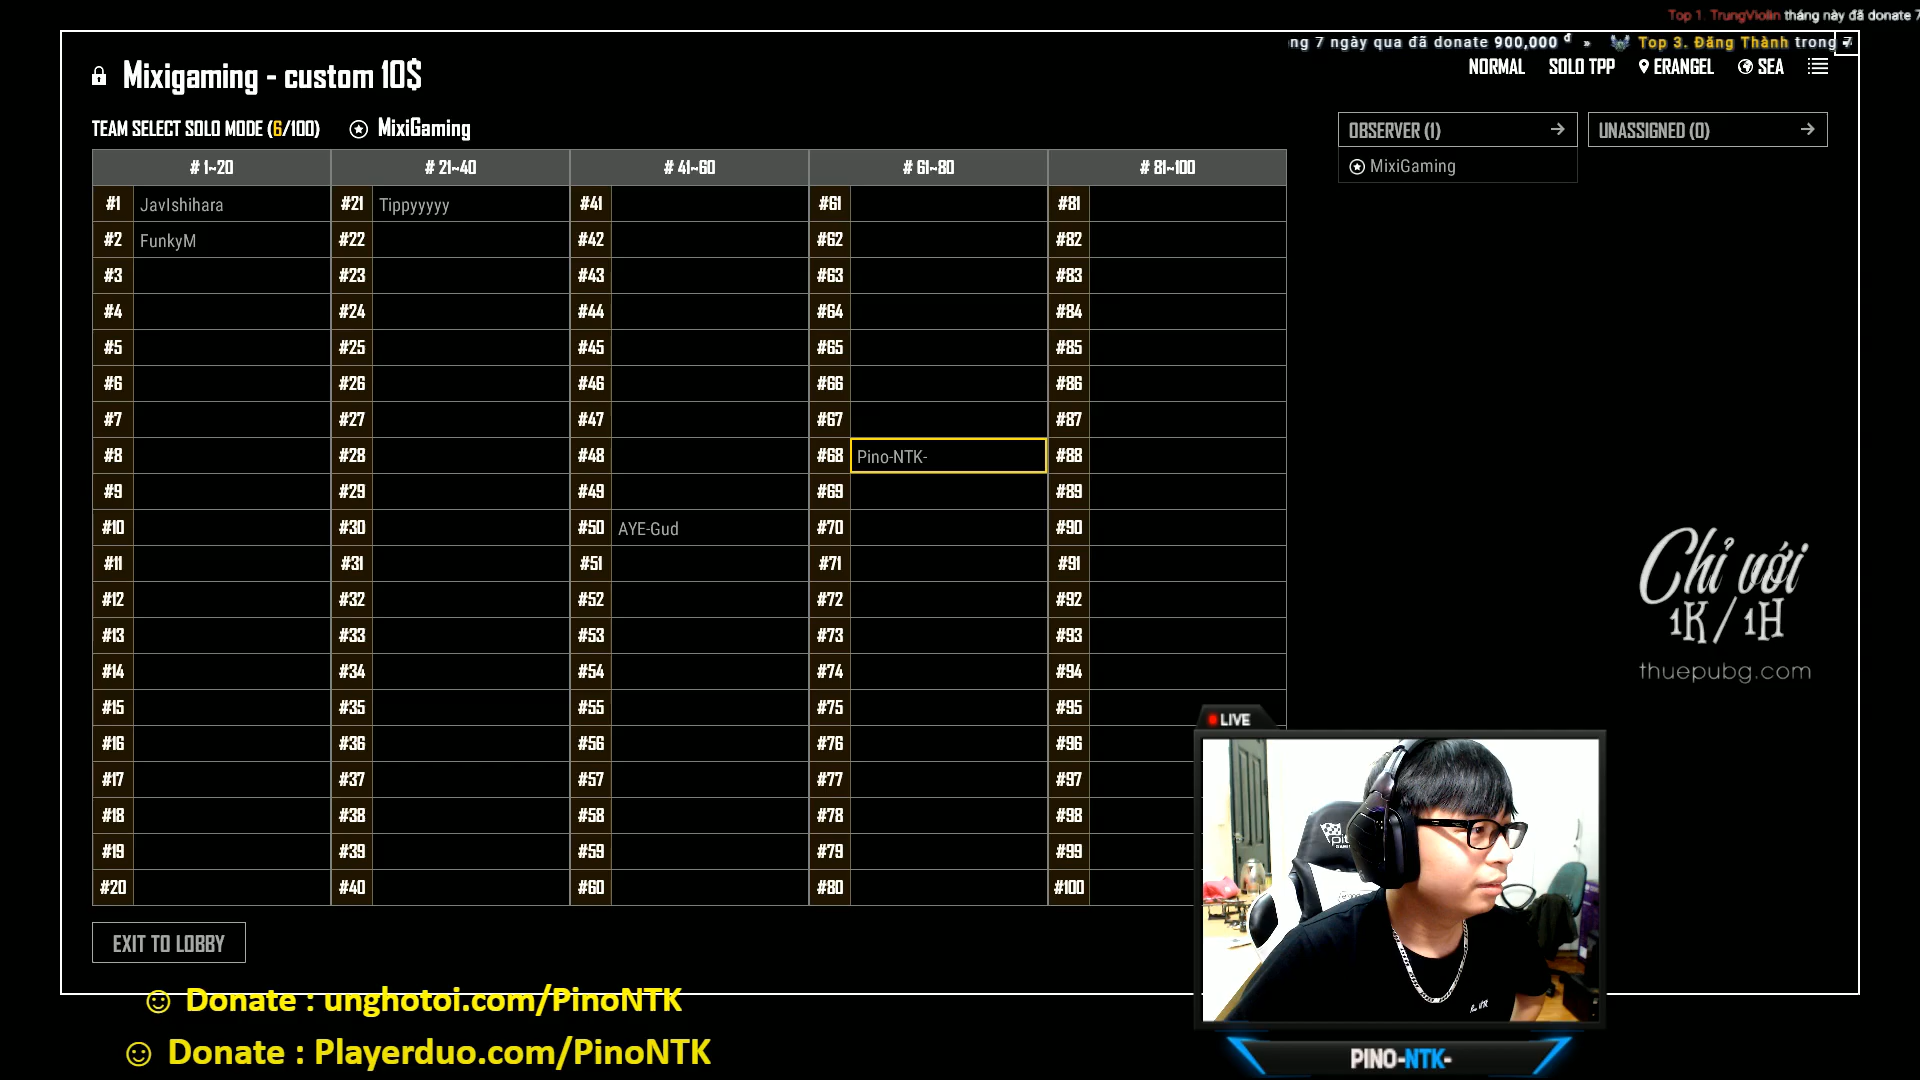 Top 1. TrungViolin tháng này đã donate 7
ng 7 ngày qua đã donate 900,000 đ » Top 3. Đăng Thành trong 7
Mixigaming - custom 10$
NORMAL SOLO TPP ERANGEL SEA
TEAM SELECT SOLO MODE (6/100) MixiGaming
OBSERVER (1) UNASSIGNED (0)
MixiGaming
# 1~20 # 21~40 # 41~60 # 61~80 # 81~100
#1 JavIshihara #21 Tippyyyyy #41 #61 #81
#2 FunkyM #22 #42 #62 #82
#3 #23 #43 #63 #83
#4 #24 #44 #64 #84
#5 #25 #45 #65 #85
#6 #26 #46 #66 #86
#7 #27 #47 #67 #87
#8 #28 #48 #68 Pino-NTK- #88
#9 #29 #49 #69 #89
#10 #30 #50 AYE-Gud #70 #90
#11 #31 #51 #71 #91
#12 #32 #52 #72 #92
#13 #33 #53 #73 #93
#14 #34 #54 #74 #94
#15 #35 #55 #75 #95
#16 #36 #56 #76 #96
#17 #37 #57 #77 #97
#18 #38 #58 #78 #98
#19 #39 #59 #79 #99
#20 #40 #60 #80 #100
Chỉ với
1K/1H
thuepubg.com
LIVE
EXIT TO LOBBY
Donate : unghotoi.com/PinoNTK
Donate : Playerduo.com/PinoNTK
PINO-NTK-